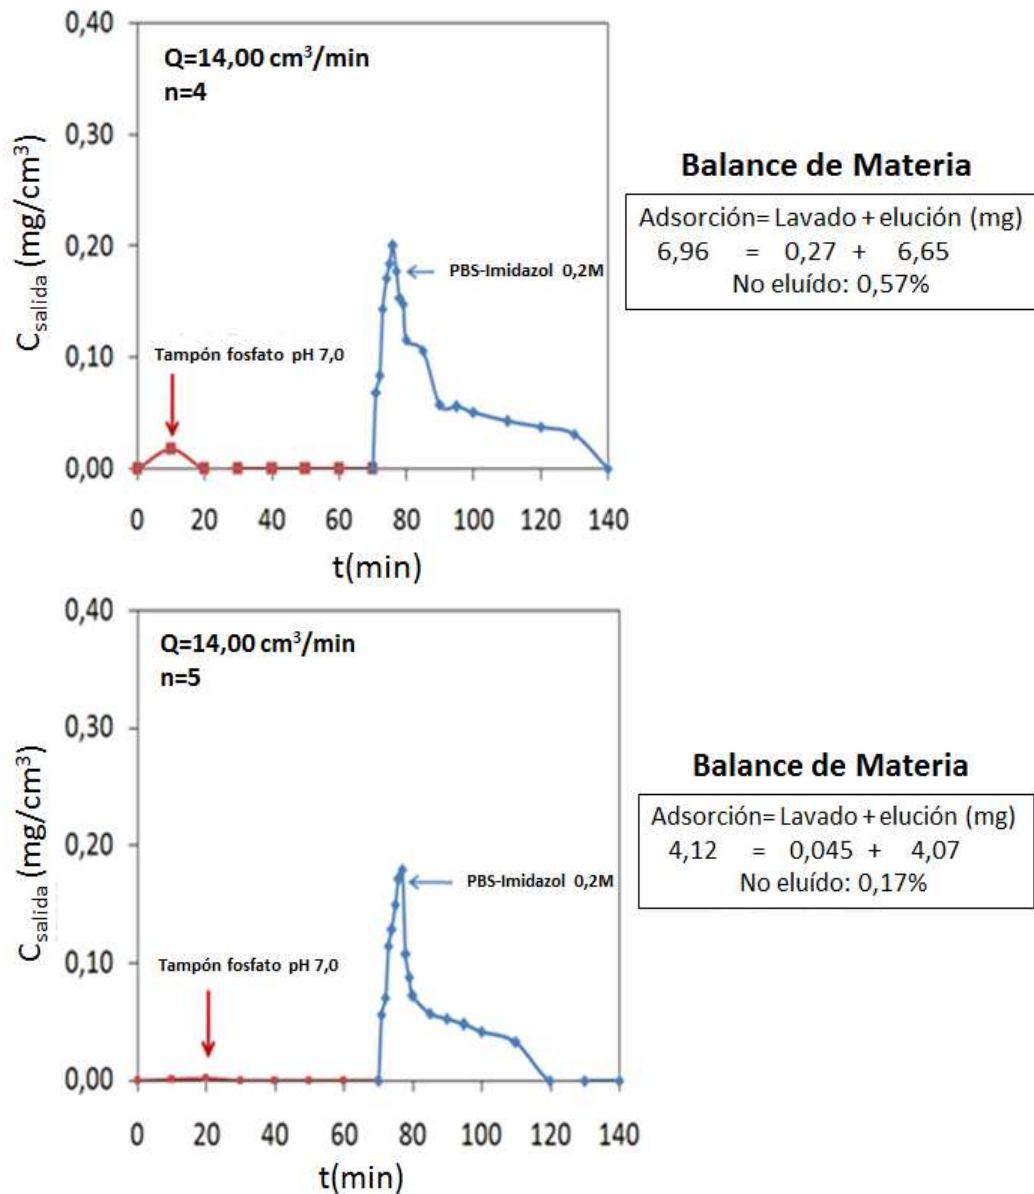 0,40
Q=14,00 cm³/min
n=4
0,30
0,20
0,10
0,00
C salida (mg/cm³)
PBS-Imidazol 0,2M
Tampón fosfato pH 7,0
0 20 40 60 80 100 120 140
t(min)
Balance de Materia
Adsorción= Lavado + elución (mg)
6,96 = 0,27 + 6,65
No eluído: 0,57%
0,40
Q=14,00 cm³/min
n=5
0,30
0,20
0,10
0,00
C salida (mg/cm³)
PBS-Imidazol 0,2M
Tampón fosfato pH 7,0
0 20 40 60 80 100 120 140
t(min)
Balance de Materia
Adsorción= Lavado + elución (mg)
4,12 = 0,045 + 4,07
No eluído: 0,17%